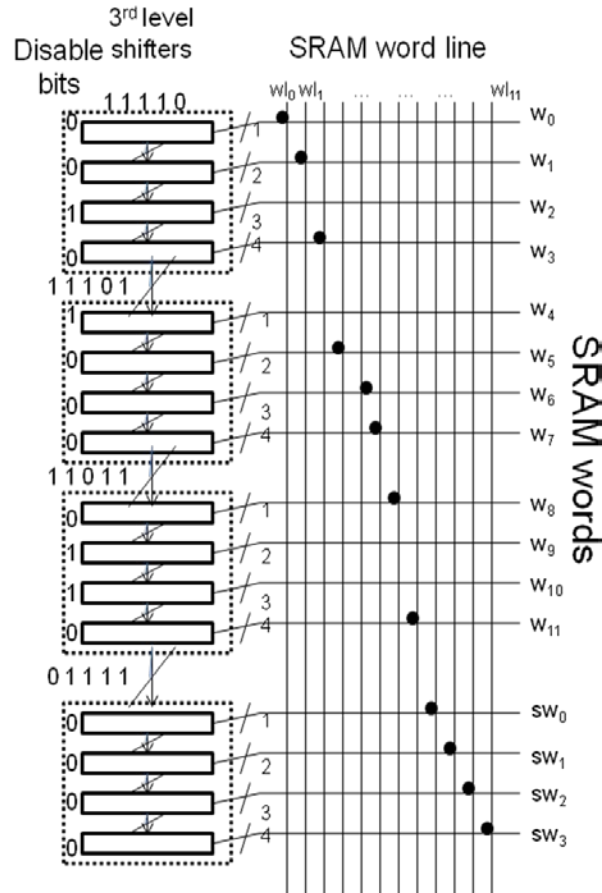 3rd level
Disable shifters
bits
SRAM word line
wl0 wl1 ... ... ... wl11
1 1 1 1 1 0
0 1 w0
0 2 w1
1 3 w2
0 4 w3
1 1 1 1 0 1
1 1 w4
0 2 w5
0 3 w6
0 4 w7
1 1 0 1 1
0 1 w8
1 2 w9
1 3 w10
0 4 w11
0 1 1 1 1
0 1 sw0
0 2 sw1
0 3 sw2
0 4 sw3
SRAM words